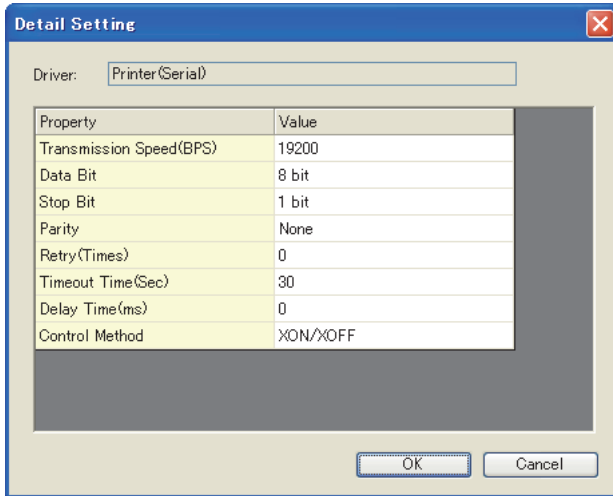 Detail Setting
Driver: Printer(Serial)
Property Value
Transmission Speed(BPS) 19200
Data Bit 8 bit
Stop Bit 1 bit
Parity None
Retry(Times) 0
Timeout Time(Sec) 30
Delay Time(ms) 0
Control Method XON/XOFF
OK Cancel